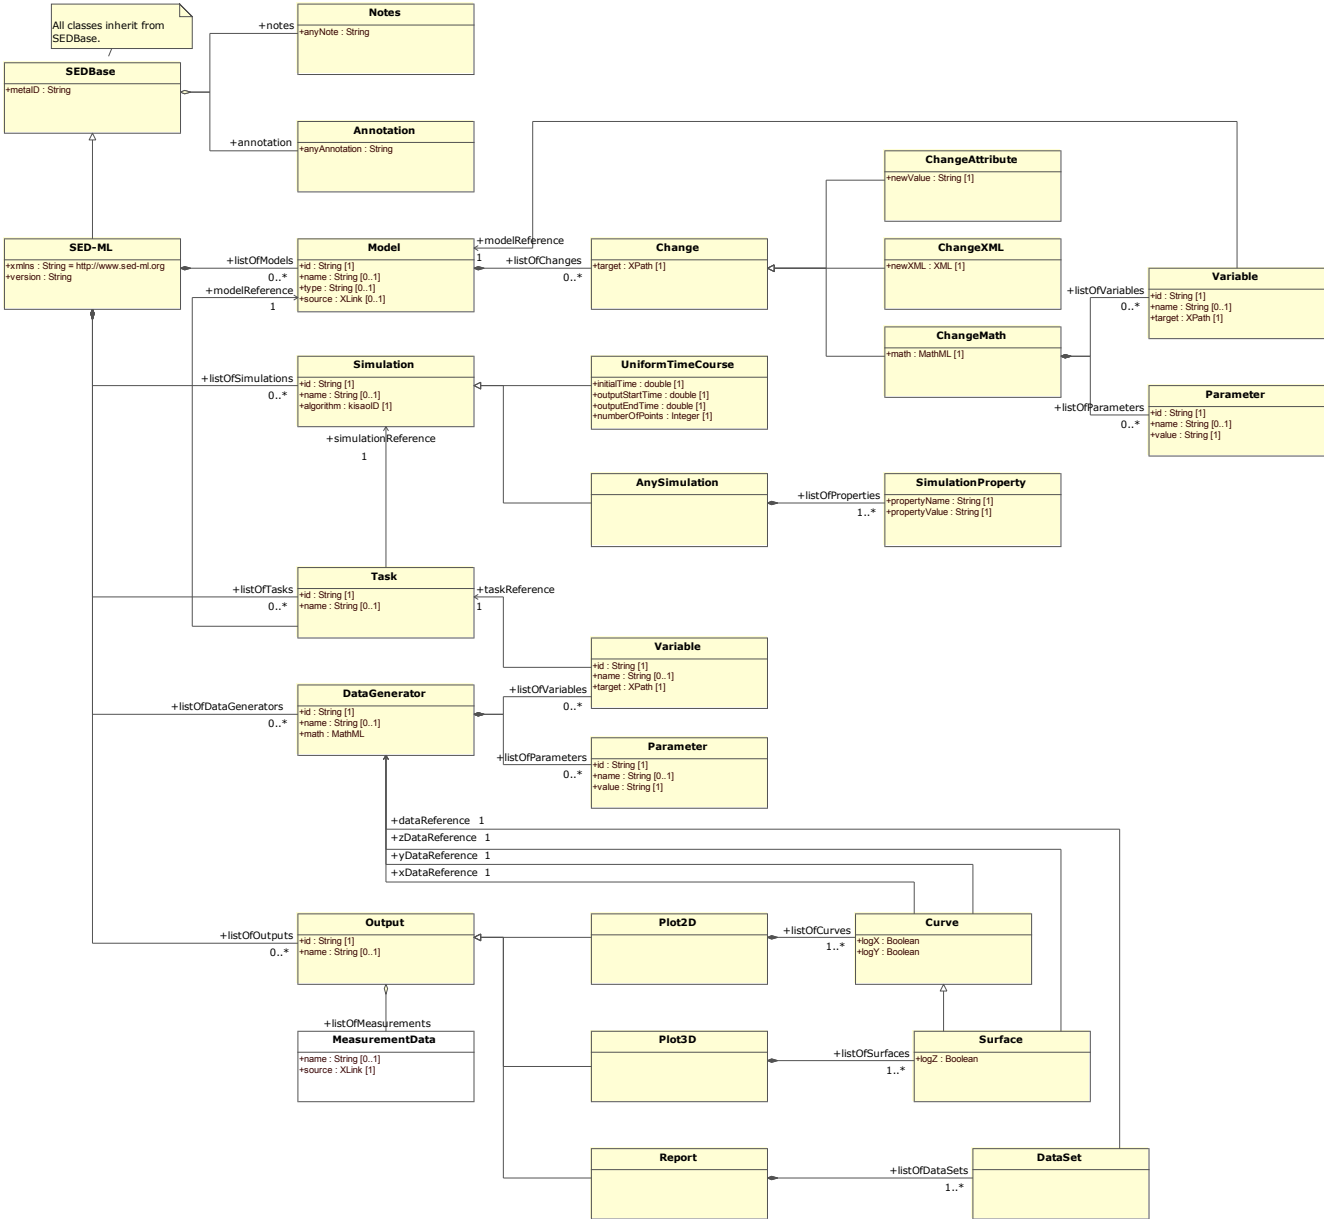 All classes inherit from
SEDBase.
SEDBase
+metaID : String
+notes
Notes
+anyNote : String
+annotation
Annotation
+anyAnnotation : String
SED-ML
+xmlns : String = http://www.sed-ml.org
+version : String
+listOfModels
0..*
+modelReference
1
Model
+id : String [1]
+name : String [0..1]
+type : String [0..1]
+source : XLink [0..1]
+modelReference
1
+listOfChanges
0..*
Change
+target : XPath [1]
ChangeAttribute
+newValue : String [1]
ChangeXML
+newXML : XML [1]
ChangeMath
+math : MathML [1]
+listOfVariables
0..*
Variable
+id : String [1]
+name : String [0..1]
+target : XPath [1]
+listOfParameters
0..*
Parameter
+id : String [1]
+name : String [0..1]
+value : String [1]
+listOfSimulations
0..*
Simulation
+id : String [1]
+name : String [0..1]
+algorithm : kisaoID [1]
+simulationReference
1
UniformTimeCourse
+initialTime : double [1]
+outputStartTime : double [1]
+outputEndTime : double [1]
+numberOfPoints : Integer [1]
AnySimulation
+listOfProperties
1..*
SimulationProperty
+propertyName : String [1]
+propertyValue : String [1]
+listOfTasks
0..*
Task
+id : String [1]
+name : String [0..1]
+taskReference
1
Variable
+id : String [1]
+name : String [0..1]
+target : XPath [1]
+listOfDataGenerators
0..*
DataGenerator
+id : String [1]
+name : String [0..1]
+math : MathML
+listOfVariables
0..*
+listOfParameters
0..*
Parameter
+id : String [1]
+name : String [0..1]
+value : String [1]
+dataReference 1
+zDataReference 1
+yDataReference 1
+xDataReference 1
+listOfOutputs
0..*
Output
+id : String [1]
+name : String [0..1]
+listOfMeasurements
MeasurementData
+name : String [0..1]
+source : XLink [1]
Plot2D
+listOfCurves
1..*
Curve
+logX : Boolean
+logY : Boolean
Plot3D
+listOfSurfaces
1..*
Surface
+logZ : Boolean
Report
+listOfDataSets
1..*
DataSet